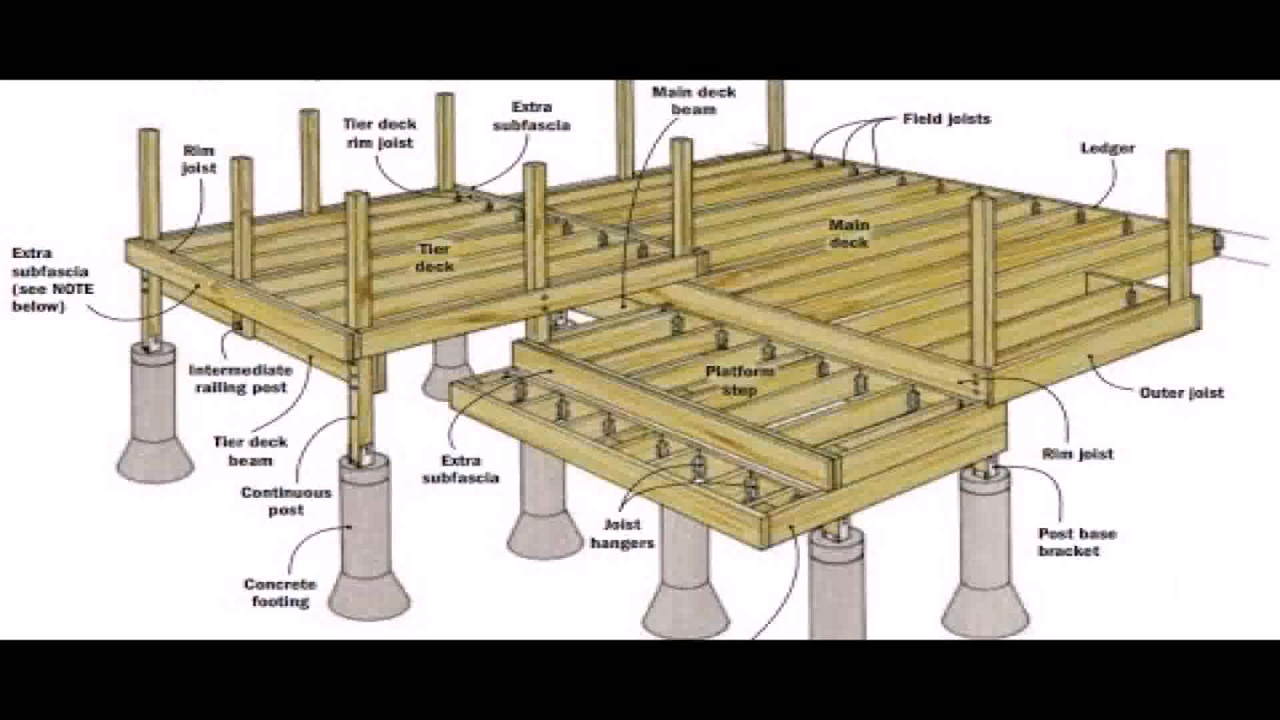 Main deck
beam
Extra
subfascia
Tier deck
rim joist
Field joists
Rim
joist
Ledger
Main
deck
Tier
deck
Extra
subfascia
(see NOTE
below)
Intermediate
railing post
Platform
step
Outer joist
Tier deck
beam
Extra
subfascia
Rim joist
Continuous
post
Joist
hangers
Post base
bracket
Concrete
footing